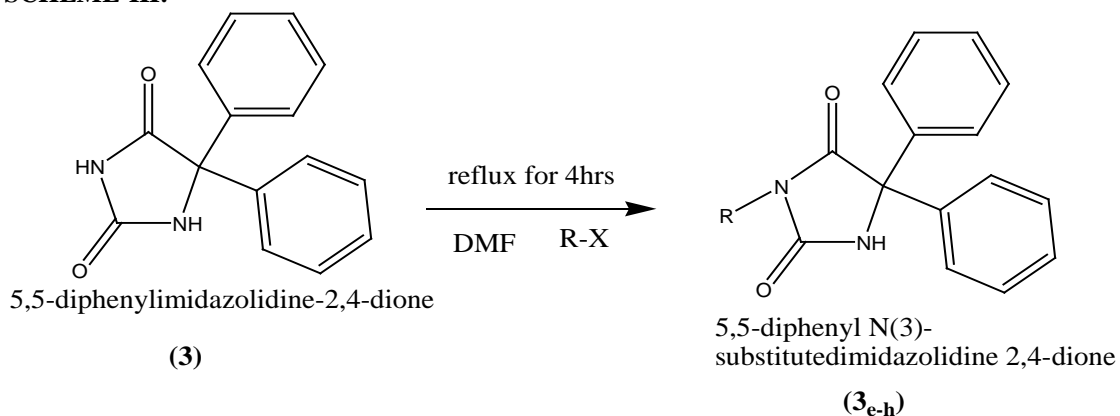 SCHEME III:
O
HN
NH
O
5,5-diphenylimidazolidine-2,4-dione
(3)
reflux for 4hrs
DMF R-X
O
N
R
NH
O
5,5-diphenyl N(3)-
substitutedimidazolidine 2,4-dione
(3e-h)